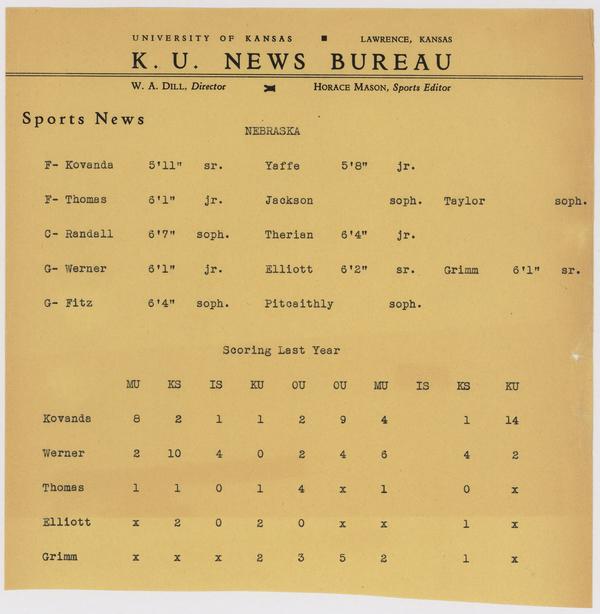 UNIVERSITY OF KANSAS ■ LAWRENCE, KANSAS
K. U. NEWS BUREAU
W. A. DILL, Director HORACE MASON, Sports Editor
Sports News
NEBRASKA
F- Kovanda 5'11" sr. Yaffe 5'8" jr.
F- Thomas 6'1" jr. Jackson soph. Taylor soph.
C- Randall 6'7" soph. Therian 6'4" jr.
G- Werner 6'1" jr. Elliott 6'2" sr. Grimm 6'1" sr.
G- Fitz 6'4" soph. Pitcaithly soph.
Scoring Last Year
MU KS IS KU OU OU MU IS KS KU
Kovanda 8 2 1 1 2 9 4 1 14
Werner 2 10 4 0 2 4 6 4 2
Thomas 1 1 0 1 4 x 1 0 x
Elliott x 2 0 2 0 x x 1 x
Grimm x x x 2 3 5 2 1 x